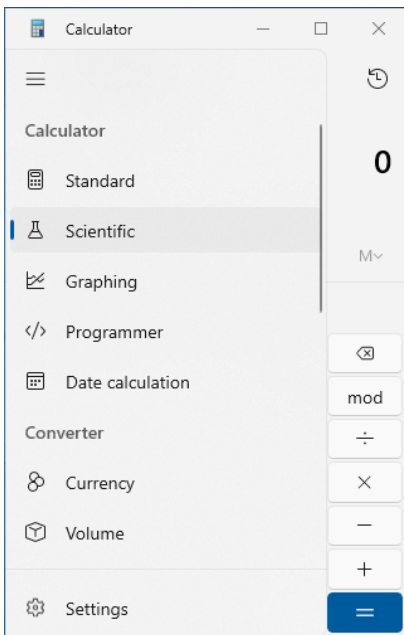 Calculator
Calculator
0
Standard
Scientific
M
Graphing
Programmer
Date calculation
mod
Converter
÷
Currency
×
Volume
−
+
Settings
=